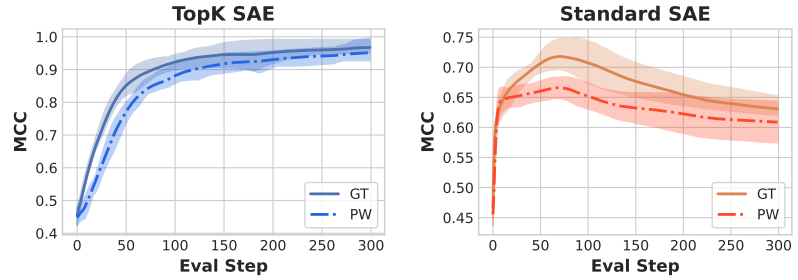 TopK SAE
MCC
1.0
0.9
0.8
0.7
0.6
0.5
0.4
0 50 100 150 200 250 300
Eval Step
GT
PW
Standard SAE
MCC
0.75
0.70
0.65
0.60
0.55
0.50
0.45
0 50 100 150 200 250 300
Eval Step
GT
PW